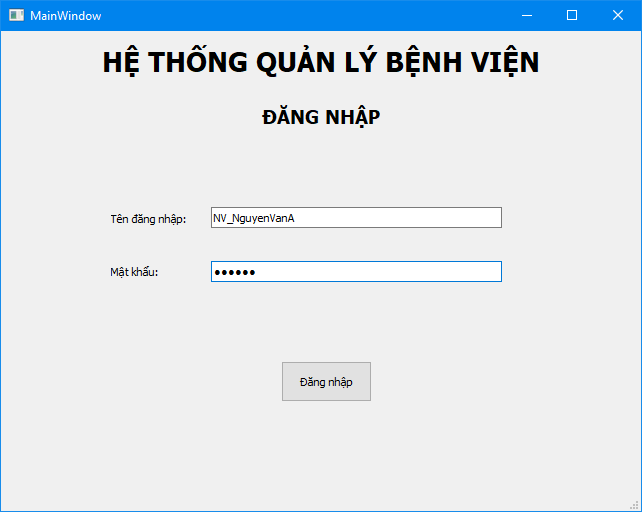 MainWindow
HỆ THỐNG QUẢN LÝ BỆNH VIỆN
ĐĂNG NHẬP
Tên đăng nhập: NV_NguyenVanA
Mật khẩu: ●●●●●●
Đăng nhập